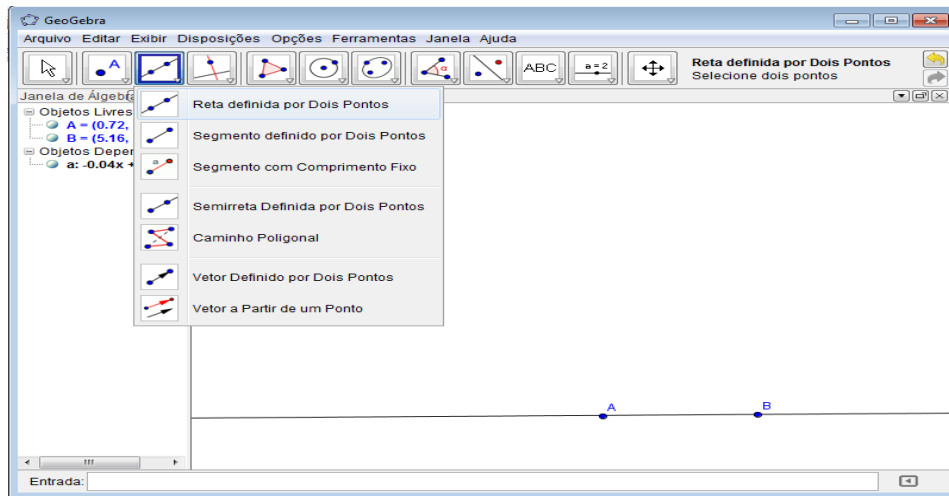 GeoGebra
Arquivo Editar Exibir Disposições Opções Ferramentas Janela Ajuda
A
ABC
a = 2
Reta definida por Dois Pontos
Selecione dois pontos
Janela de Álgebra
Objetos Livres
A = (0.72,
B = (5.16,
Objetos Deper
a: -0.04x +
Reta definida por Dois Pontos
Segmento definido por Dois Pontos
a
Segmento com Comprimento Fixo
Semirreta Definida por Dois Pontos
Caminho Poligonal
Vetor Definido por Dois Pontos
Vetor a Partir de um Ponto
A
B
Entrada: